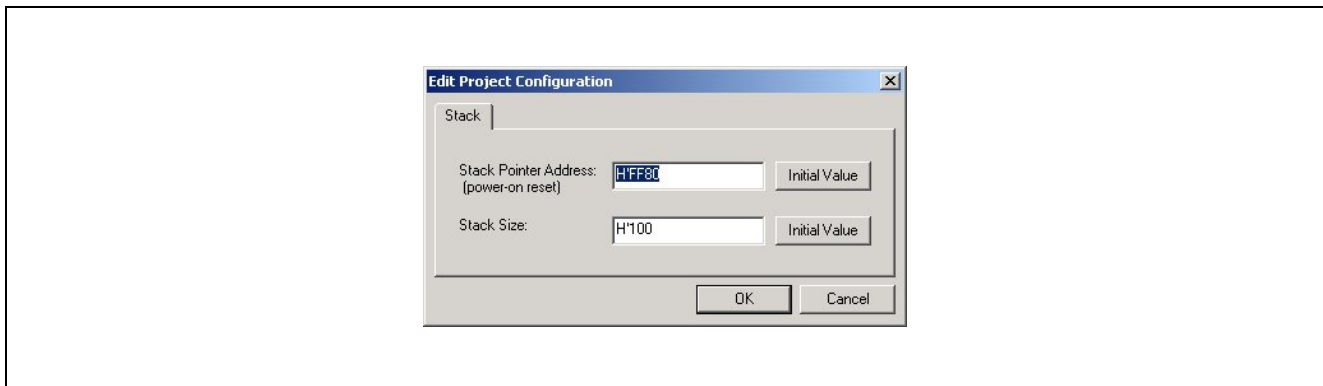 Edit Project Configuration
Stack
Stack Pointer Address: H'FF80 Initial Value
(power-on reset)
Stack Size: H'100 Initial Value
OK Cancel